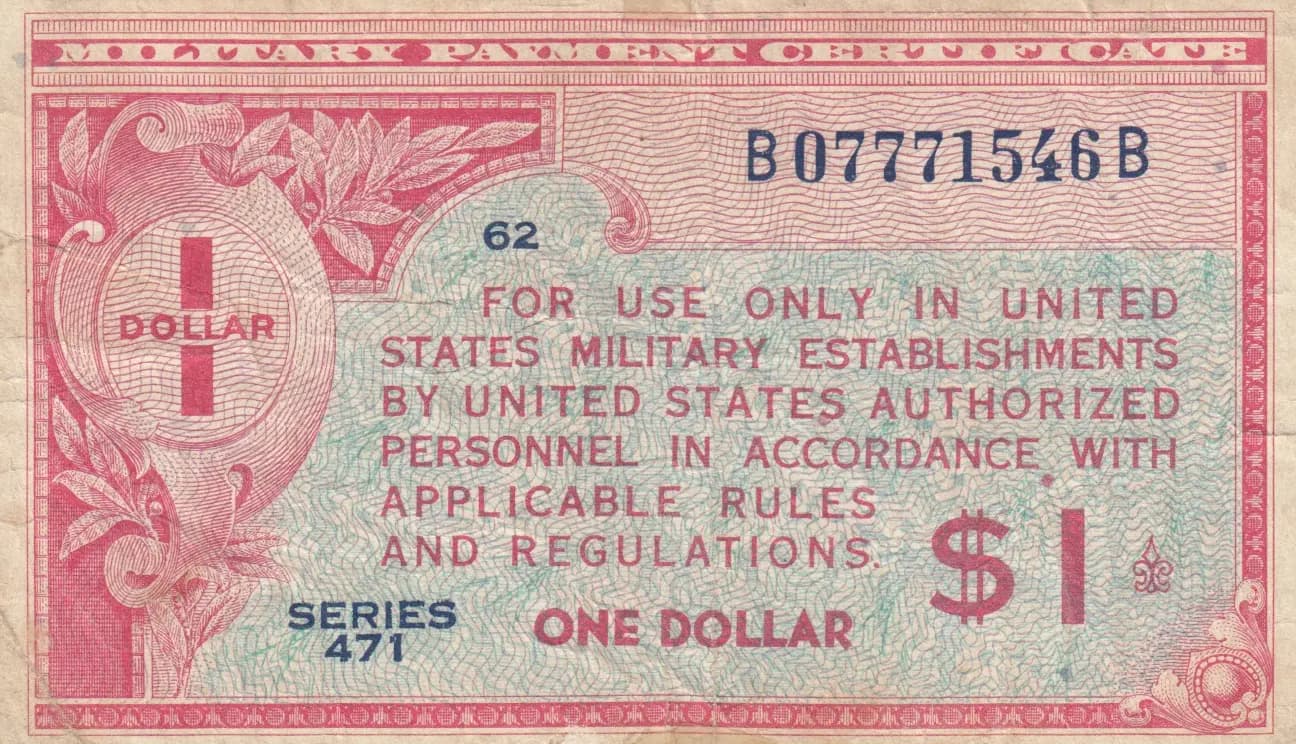 MILITARY PAYMENT CERTIFICATE
B07771546B
62
1
DOLLAR
FOR USE ONLY IN UNITED
STATES MILITARY ESTABLISHMENTS
BY UNITED STATES AUTHORIZED
PERSONNEL IN ACCORDANCE WITH
APPLICABLE RULES
AND REGULATIONS.
$1
SERIES
471
ONE DOLLAR